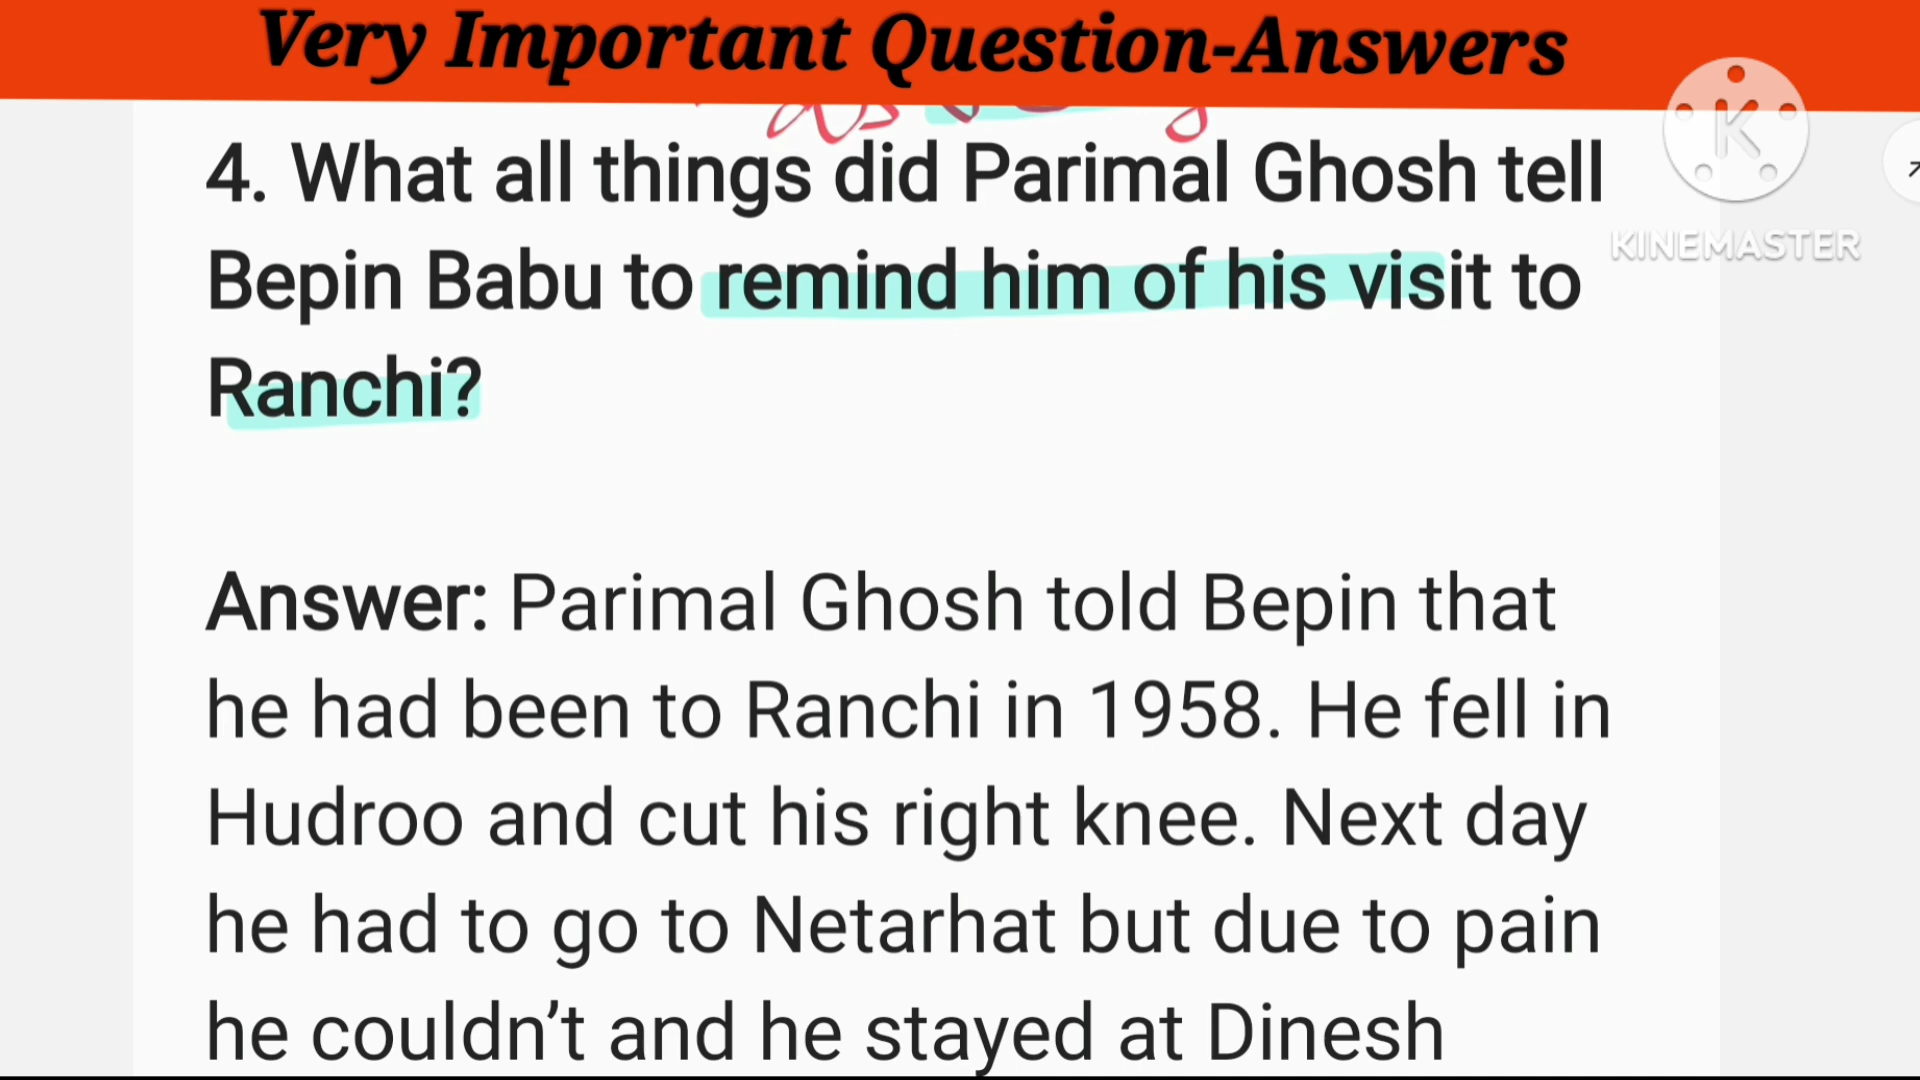 Very Important Question-Answers
4. What all things did Parimal Ghosh tell
Bepin Babu to remind him of his visit to
Ranchi?
K
KINEMASTER
Answer: Parimal Ghosh told Bepin that
he had been to Ranchi in 1958. He fell in
Hudroo and cut his right knee. Next day
he had to go to Netarhat but due to pain
he couldn’t and he stayed at Dinesh